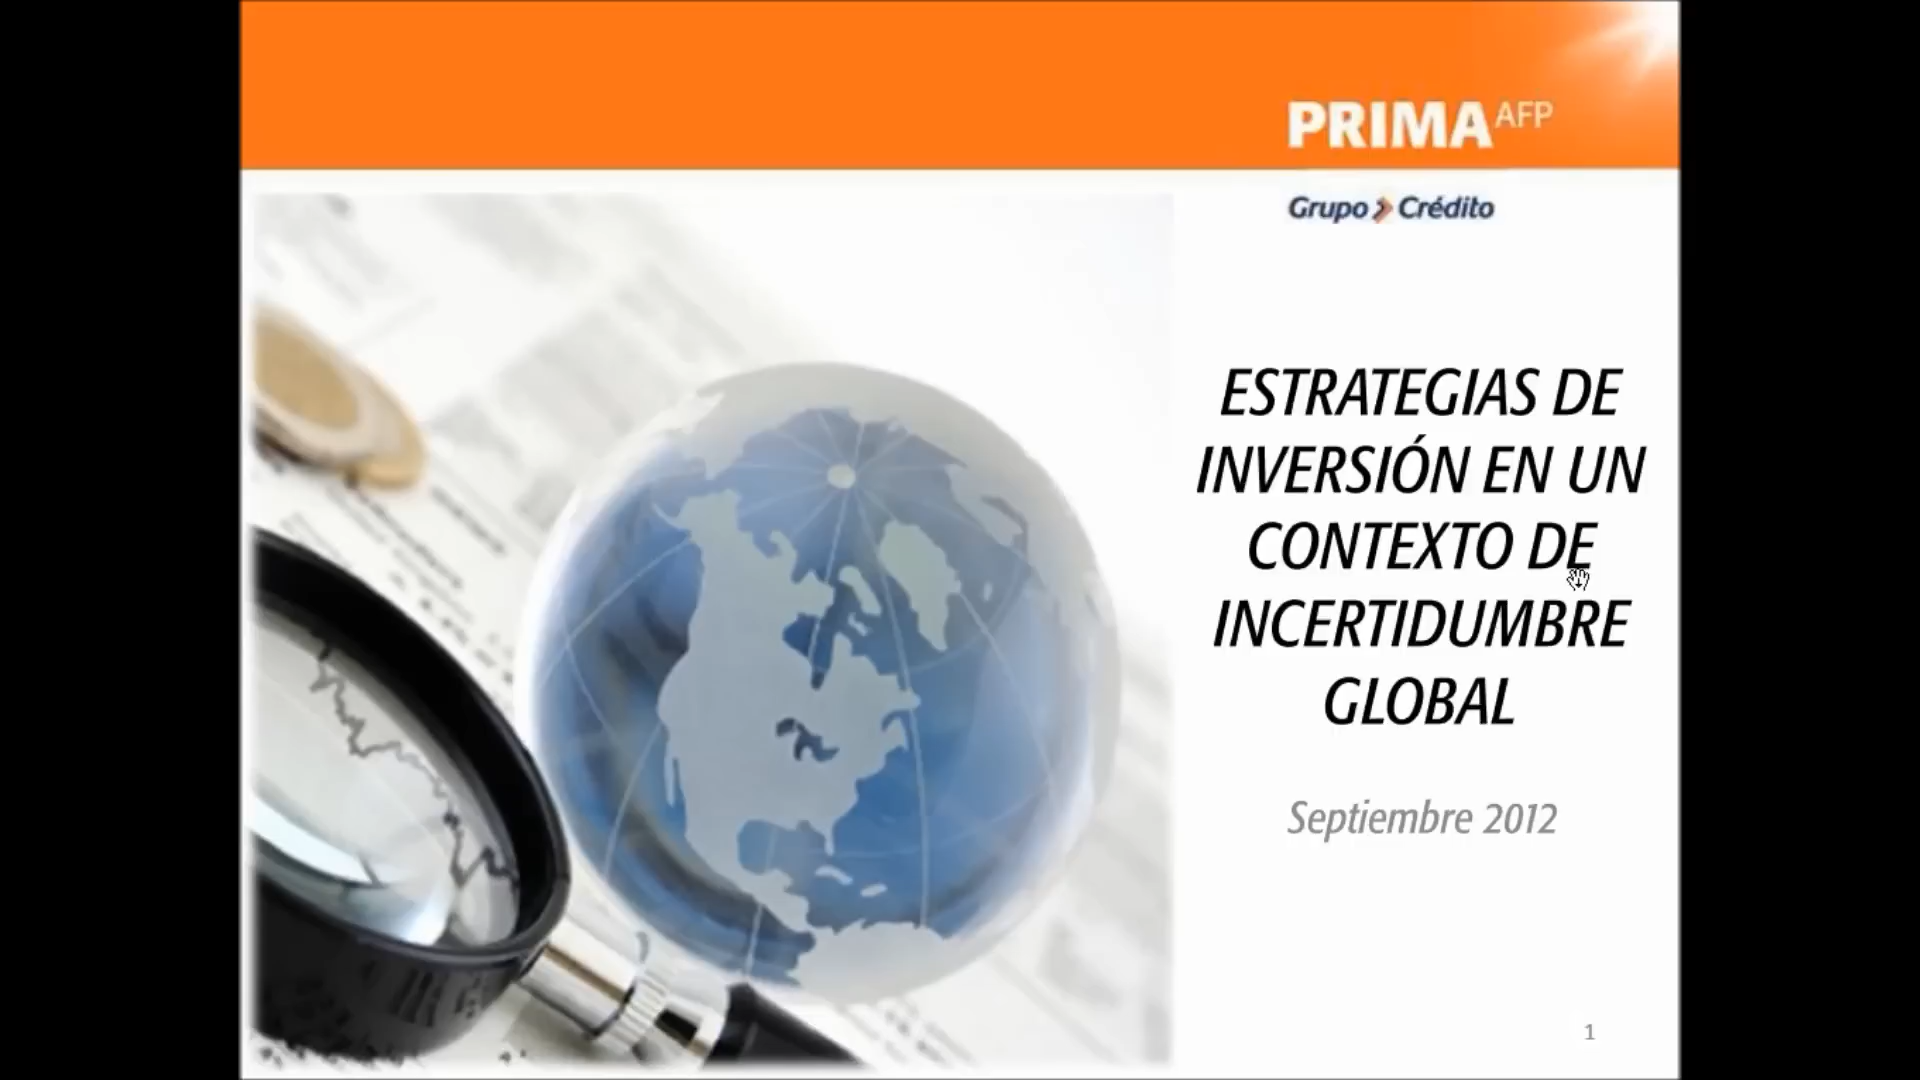 PRIMA AFP
Grupo Crédito
ESTRATEGIAS DE
INVERSIÓN EN UN
CONTEXTO DE
INCERTIDUMBRE
GLOBAL
Septiembre 2012
1